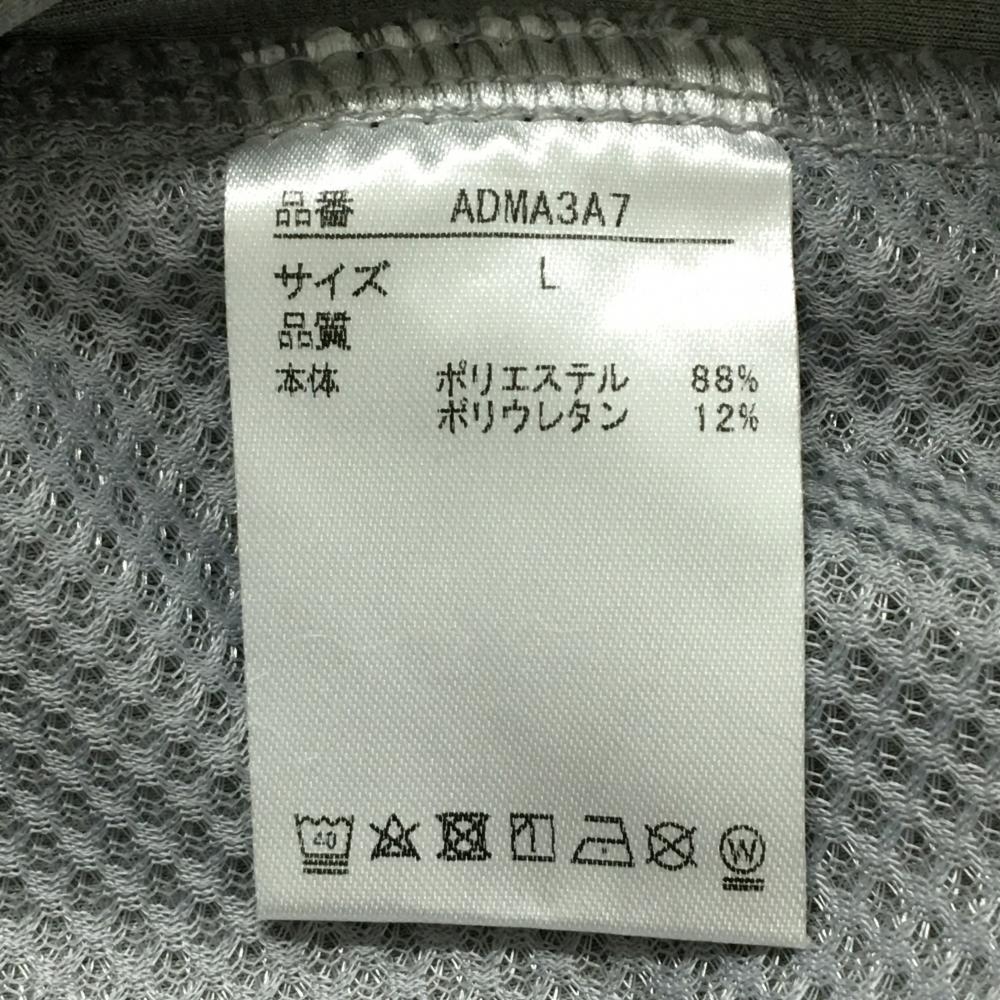 品番 ADMA3A7
サイズ L
品質
本体 ポリエステル 88%
ポリウレタン 12%
40 W